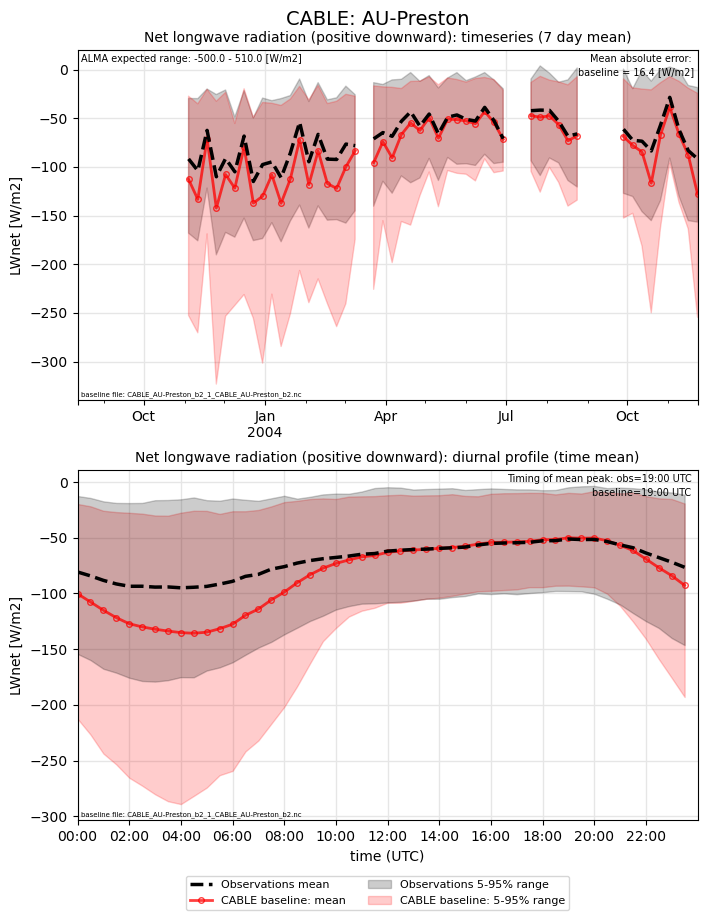 CABLE: AU-Preston
Net longwave radiation (positive downward): timeseries (7 day mean)
ALMA expected range: -500.0 - 510.0 [W/m2]
Mean absolute error:
baseline = 16.4 [W/m2]
0
−50
−100
−150
−200
−250
−300
LWnet [W/m2]
baseline file: CABLE_AU-Preston_b2_1_CABLE_AU-Preston_b2.nc
Oct
Jan
2004
Apr
Jul
Oct
Net longwave radiation (positive downward): diurnal profile (time mean)
Timing of mean peak: obs=19:00 UTC
baseline=19:00 UTC
0
−50
−100
−150
−200
−250
−300
LWnet [W/m2]
baseline file: CABLE_AU-Preston_b2_1_CABLE_AU-Preston_b2.nc
00:00 02:00 04:00 06:00 08:00 10:00 12:00 14:00 16:00 18:00 20:00 22:00
time (UTC)
Observations mean
CABLE baseline: mean
Observations 5-95% range
CABLE baseline: 5-95% range